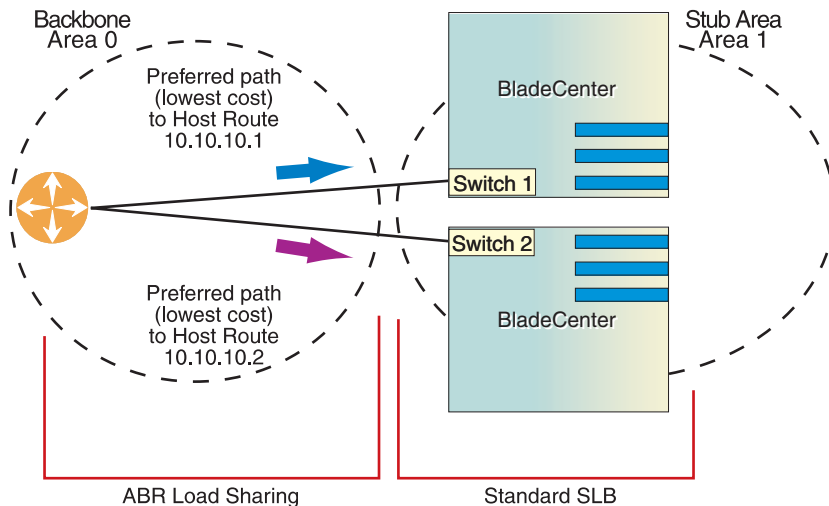 Backbone
Area 0
Stub Area
Area 1
Preferred path
(lowest cost)
to Host Route
10.10.10.1
BladeCenter
Switch 1
Switch 2
Preferred path
(lowest cost)
to Host Route
10.10.10.2
BladeCenter
ABR Load Sharing
Standard SLB